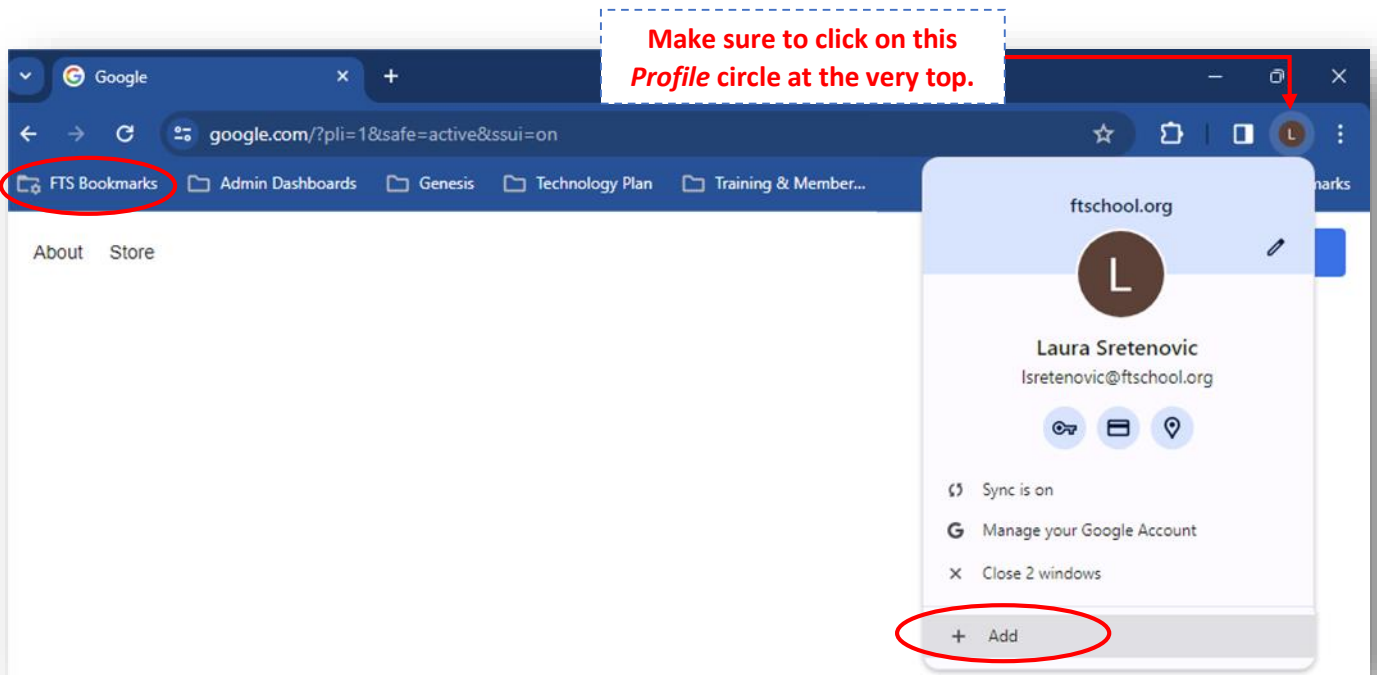 Make sure to click on this
Profile circle at the very top.
Google
google.com/?pli=1&safe=active&ssui=on
L
FTS Bookmarks Admin Dashboards Genesis Technology Plan Training & Member...
About Store
ftschool.org
L
Laura Sretenovic
lsretenovic@ftschool.org
Sync is on
G Manage your Google Account
Close 2 windows
+ Add